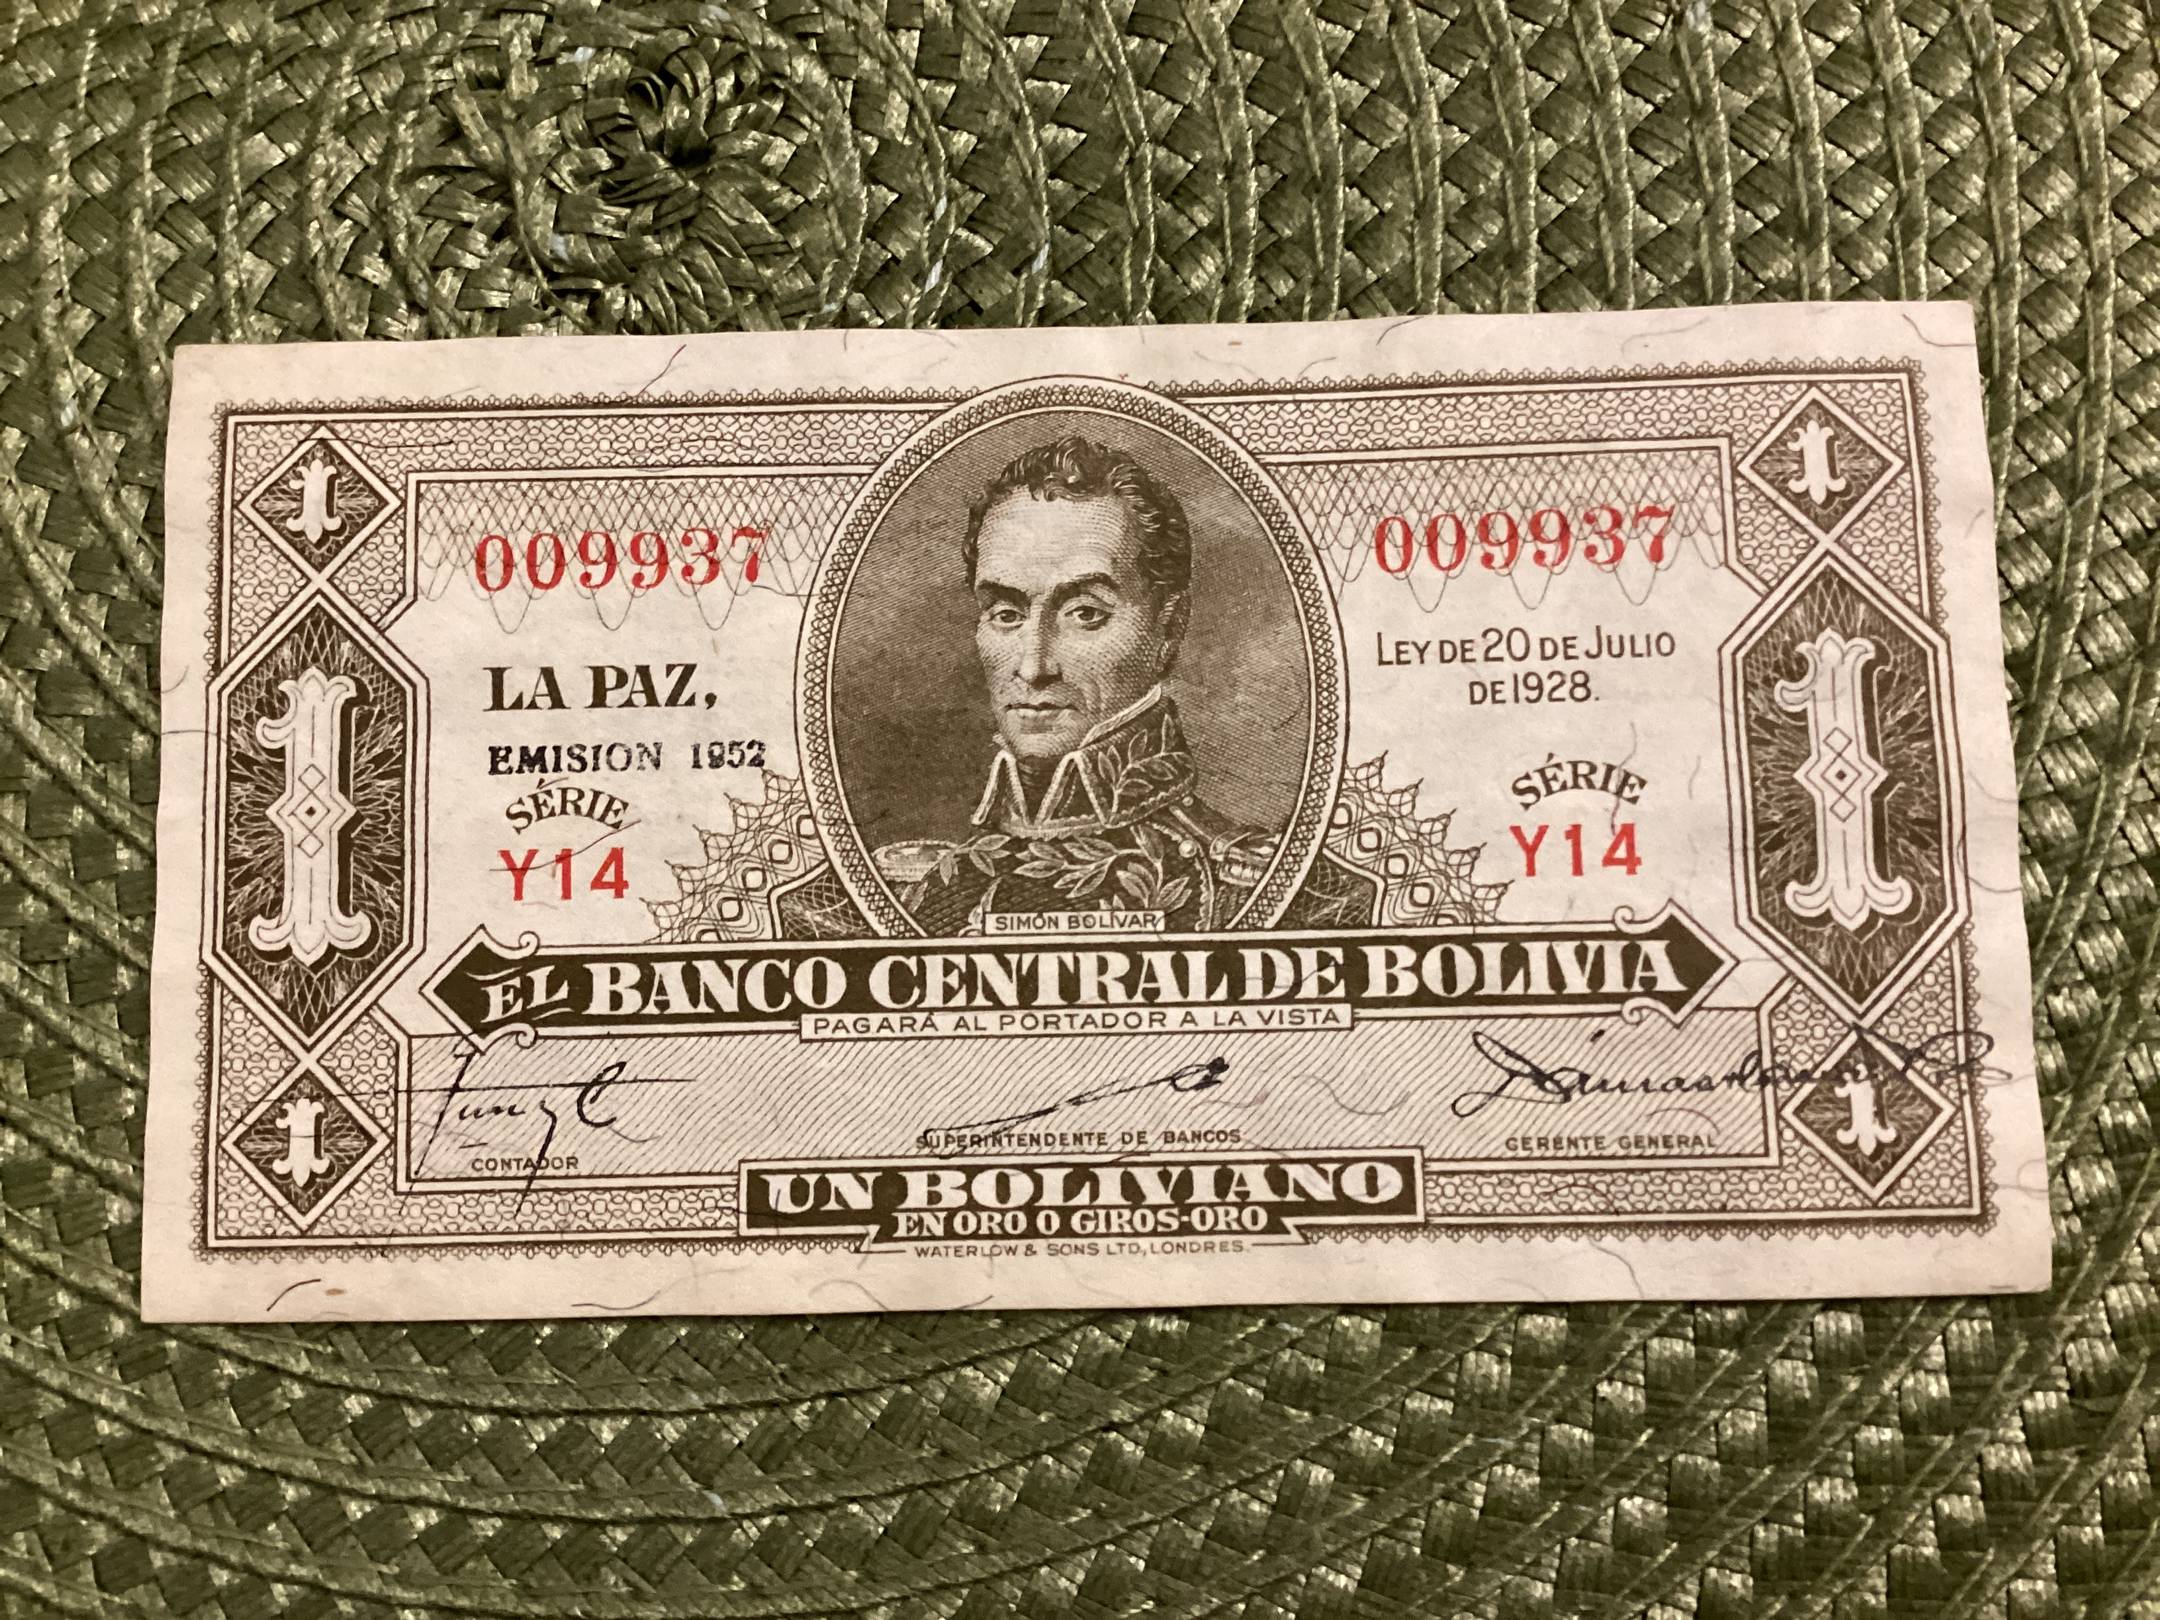 1
1
009937
009937
LA PAZ,
LEY DE 20 DE JULIO
DE 1928.
EMISION 1952
SÉRIE
SÉRIE
Y14
Y14
1
1
SIMÓN BOLÍVAR
EL BANCO CENTRAL DE BOLIVIA
PAGARÁ AL PORTADOR A LA VISTA
1
1
CONTADOR
SUPERINTENDENTE DE BANCOS
GERENTE GENERAL
UN BOLIVIANO
EN ORO O GIROS-ORO
WATERLOW & SONS LTD, LONDRES.